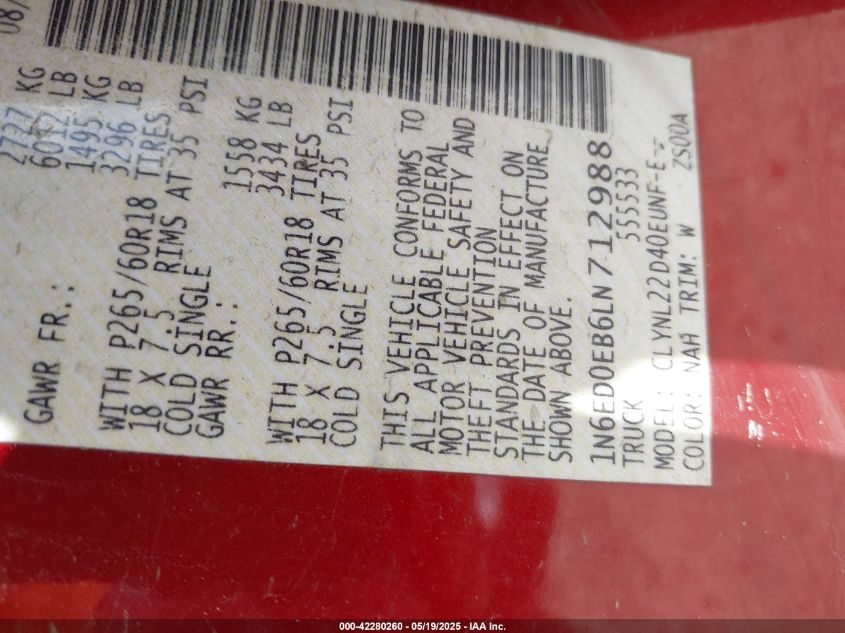 08/
2737 KG
6032 LB
GAWR FR.: 1495 KG
3296 LB
WITH P265/60R18 TIRES
18 X 7.5 RIMS AT 35 PSI
COLD SINGLE
GAWR RR.: 1558 KG
3434 LB
WITH P265/60R18 TIRES
18 X 7.5 RIMS AT 35 PSI
COLD SINGLE
THIS VEHICLE CONFORMS TO
ALL APPLICABLE FEDERAL
MOTOR VEHICLE SAFETY AND
THEFT PREVENTION
STANDARDS IN EFFECT ON
THE DATE OF MANUFACTURE
SHOWN ABOVE.
1N6ED0EB6LN712988
TRUCK 555533
MODEL: CLYNL22D40EUNF-E--
COLOR: NAH TRIM: W ZS00A
000-42280260 - 05/19/2025 - IAA Inc.